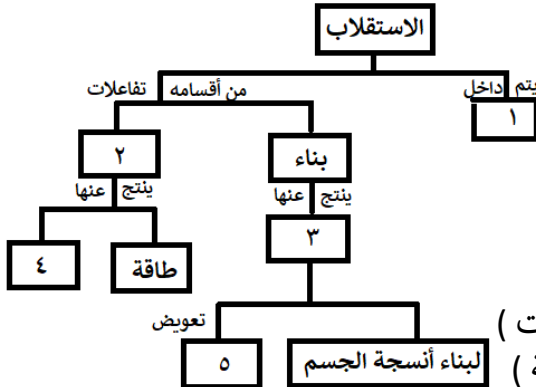 الاستقلاب
يتم داخل
من أقسامه تفاعلات
١
٢
بناء
ينتج عنها
ينتج عنها
٣
٤
طاقة
تعويض
ت )
٥
لبناء أنسجة الجسم
ة )